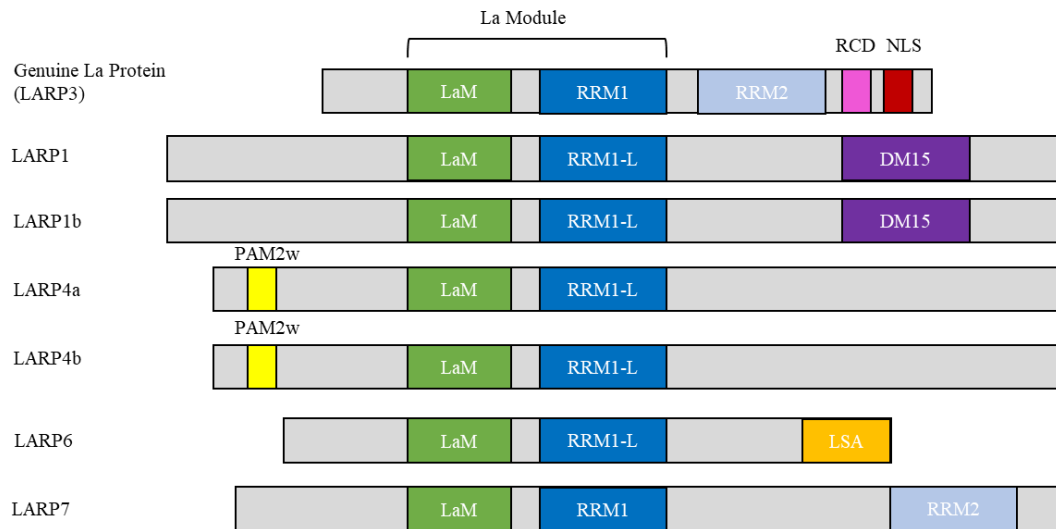 La Module
RCD NLS
Genuine La Protein
(LARP3)
LaM RRM1 RRM2
LARP1
LaM RRM1-L DM15
LARP1b
LaM RRM1-L DM15
PAM2w
LARP4a
LaM RRM1-L
PAM2w
LARP4b
LaM RRM1-L
LARP6
LaM RRM1-L LSA
LARP7
LaM RRM1 RRM2